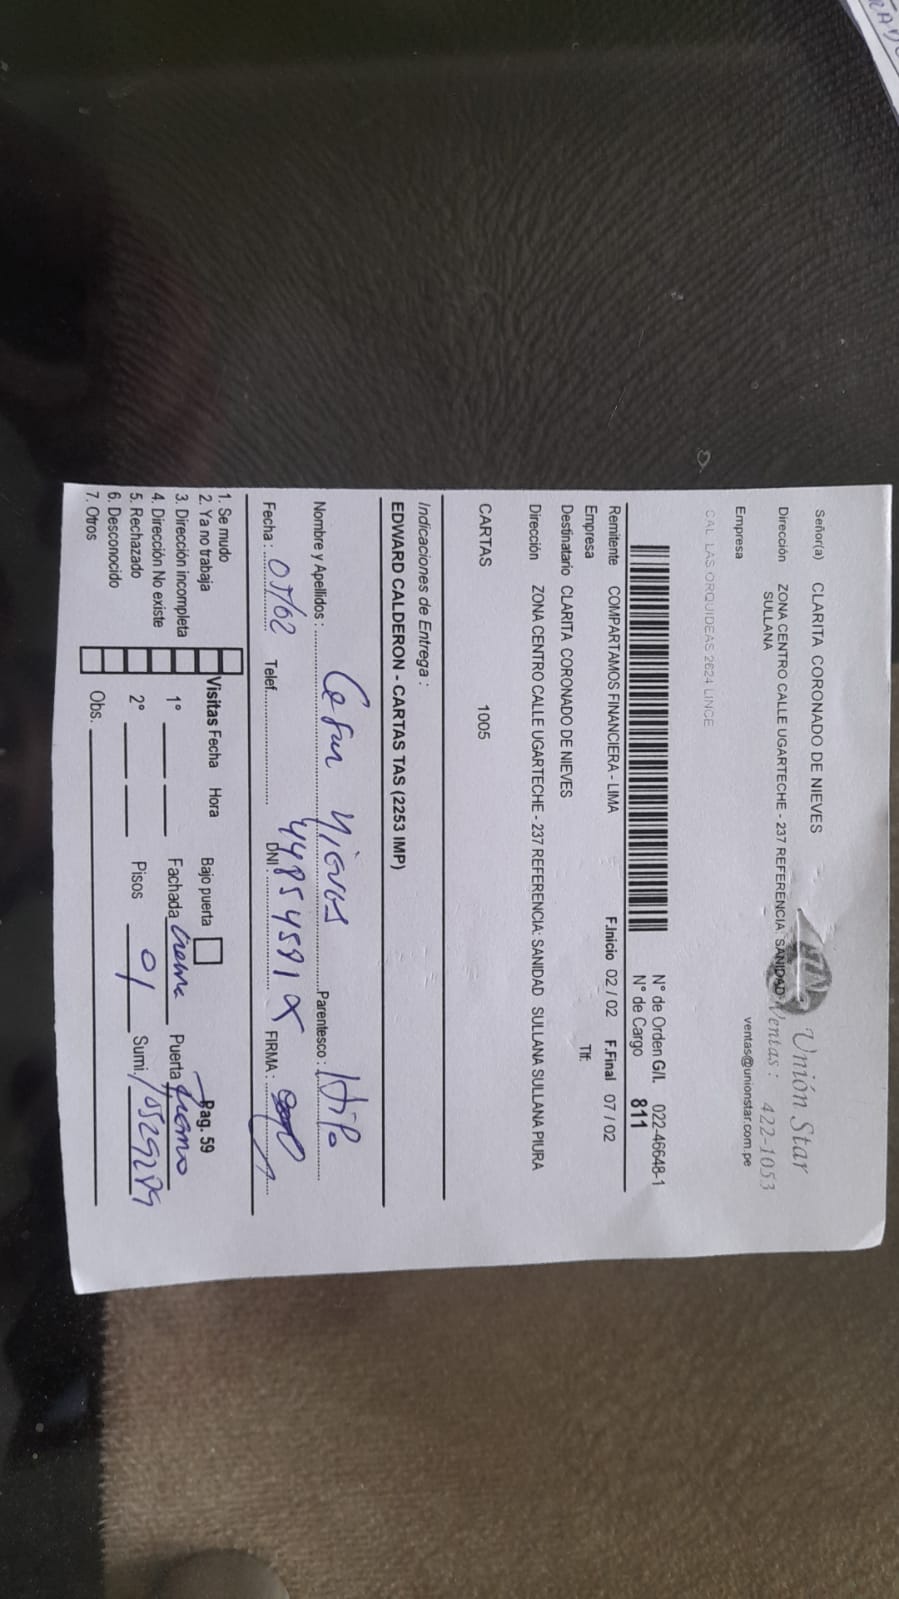 Señor(a) CLARITA CORONADO DE NIEVES
Unión Star
Dirección ZONA CENTRO CALLE UGARTECHE - 237 REFERENCIA: SANIDAD
SULLANA
Ventas : 422-1053
ventas@unionstar.com.pe
Empresa
CAL LAS ORQUIDEAS 2624 LINCE
N° de Orden G/I. 022-46648-1
N° de Cargo 811
Remitente COMPARTAMOS FINANCIERA - LIMA F.Inicio 02 / 02 F.Final 07 / 02
Empresa Tlf:
Destinatario CLARITA CORONADO DE NIEVES
Dirección ZONA CENTRO CALLE UGARTECHE - 237 REFERENCIA: SANIDAD SULLANA SULLANA PIURA
CARTAS 1005
Indicaciones de Entrega :
EDWARD CALDERON - CARTAS TAS (2253 IMP)
Nombre y Apellidos : Parentesco : Hijo
Fecha : 05/02 Telef. DNI 44854591 FIRMA :
1. Se mudo
2. Ya no trabaja
3. Dirección incompleta
4. Dirección No existe
5. Rechazado
6. Desconocido
7. Otros
Visitas Fecha Hora
1°
2°
Obs.
Bajo puerta
Pag. 59
Fachada Crema Puerta
Pisos 01 Sumi